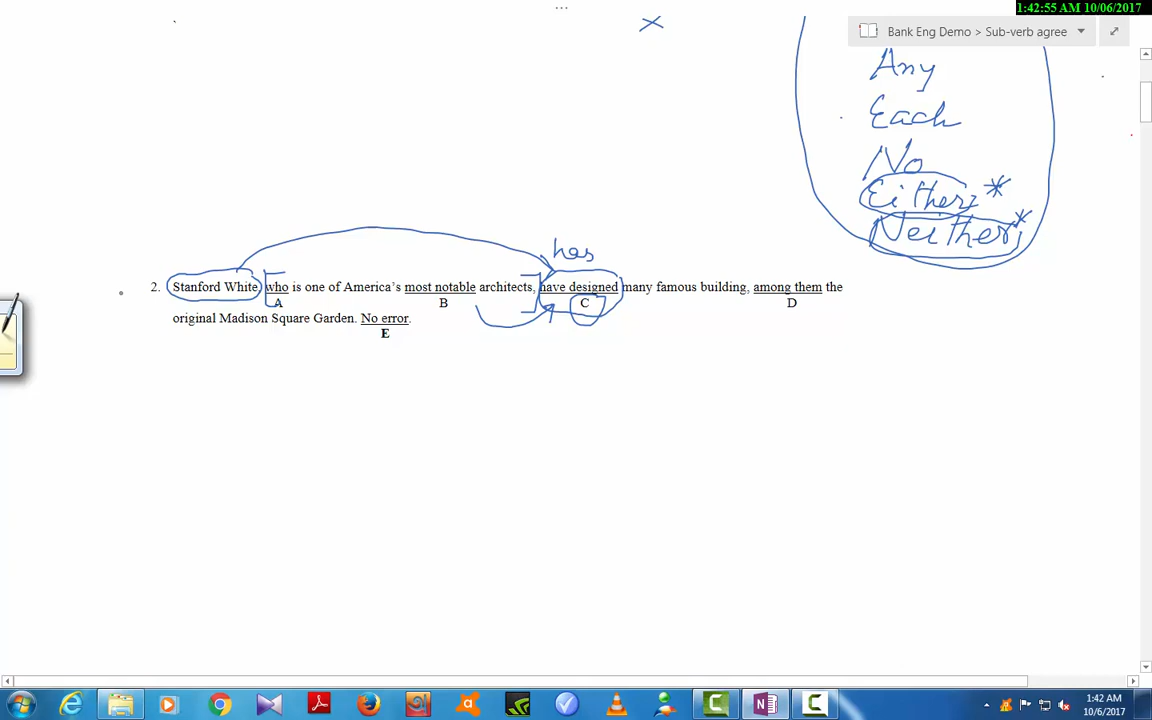 1:42:55 AM 10/06/2017
Bank Eng Demo > Sub-verb agree
Any
Each
No
Either *
Neither *
has
2. Stanford White, who is one of America's most notable architects, have designed many famous building, among them the
A B C D
original Madison Square Garden. No error.
E
1:42 AM
10/6/2017